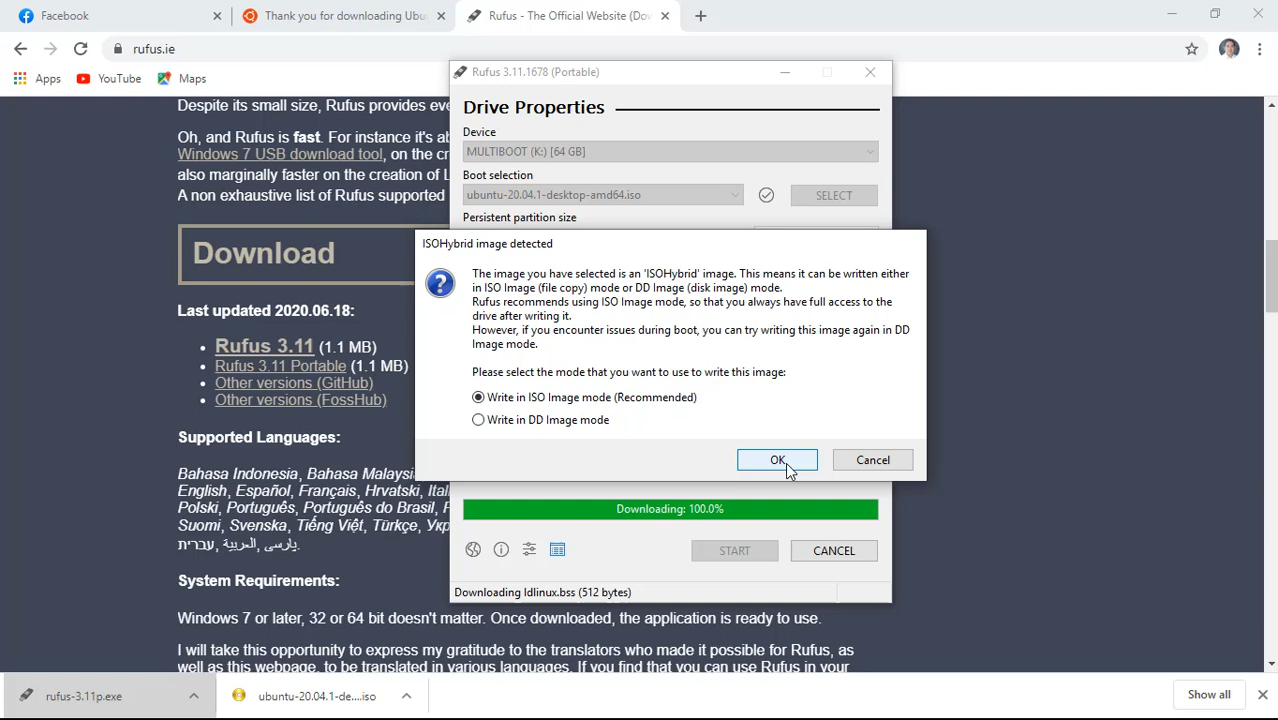 Facebook
Thank you for downloading Ubu
Rufus - The Official Website (Dow
rufus.ie
Apps
YouTube
Maps
Despite its small size, Rufus provides eve
Oh, and Rufus is fast. For instance it's ab
Windows 7 USB download tool, on the cr
also marginally faster on the creation of L
A non exhaustive list of Rufus supported
Download
Last updated 2020.06.18:
Rufus 3.11 (1.1 MB)
Rufus 3.11 Portable (1.1 MB)
Other versions (GitHub)
Other versions (FossHub)
Supported Languages:
Bahasa Indonesia, Bahasa Malaysia
English, Español, Français, Hrvatski, Ital
Polski, Português, Português do Brasil, P
Suomi, Svenska, Tiếng Việt, Türkçe, Укр
پارسی, العربية, עברית.
System Requirements:
Windows 7 or later, 32 or 64 bit doesn't matter. Once downloaded, the application is ready to use.
I will take this opportunity to express my gratitude to the translators who made it possible for Rufus, as
well as this webpage, to be translated in various languages. If you find that you can use Rufus in your
Rufus 3.11.1678 (Portable)
Drive Properties
Device
MULTIBOOT (K:) [64 GB]
Boot selection
ubuntu-20.04.1-desktop-amd64.iso
SELECT
Persistent partition size
ISOHybrid image detected
The image you have selected is an 'ISOHybrid' image. This means it can be written either
in ISO Image (file copy) mode or DD Image (disk image) mode.
Rufus recommends using ISO Image mode, so that you always have full access to the
drive after writing it.
However, if you encounter issues during boot, you can try writing this image again in DD
Image mode.
Please select the mode that you want to use to write this image:
Write in ISO Image mode (Recommended)
Write in DD Image mode
OK
Cancel
Downloading: 100.0%
START
CANCEL
Downloading ldlinux.bss (512 bytes)
rufus-3.11p.exe
ubuntu-20.04.1-de....iso
Show all